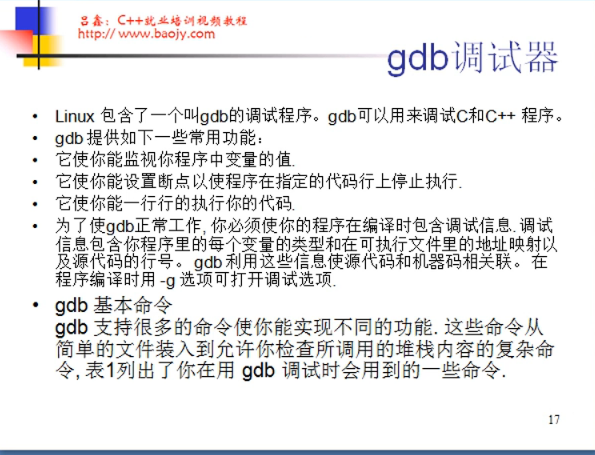 吕鑫：C++就业培训视频教程
http:// www.baojy.com
gdb调试器
• Linux 包含了一个叫gdb的调试程序。gdb可以用来调试C和C++ 程序。
• gdb 提供如下一些常用功能：
• 它使你能监视你程序中变量的值.
• 它使你能设置断点以使程序在指定的代码行上停止执行.
• 它使你能一行行的执行你的代码.
• 为了使gdb正常工作, 你必须使你的程序在编译时包含调试信息. 调试
信息包含你程序里的每个变量的类型和在可执行文件里的地址映射以
及源代码的行号。 gdb 利用这些信息使源代码和机器码相关联。 在
程序编译时用 -g 选项可打开调试选项.
• gdb 基本命令
gdb 支持很多的命令使你能实现不同的功能. 这些命令从
简单的文件装入到允许你检查所调用的堆栈内容的复杂命
令, 表1列出了你在用 gdb 调试时会用到的一些命令.
17